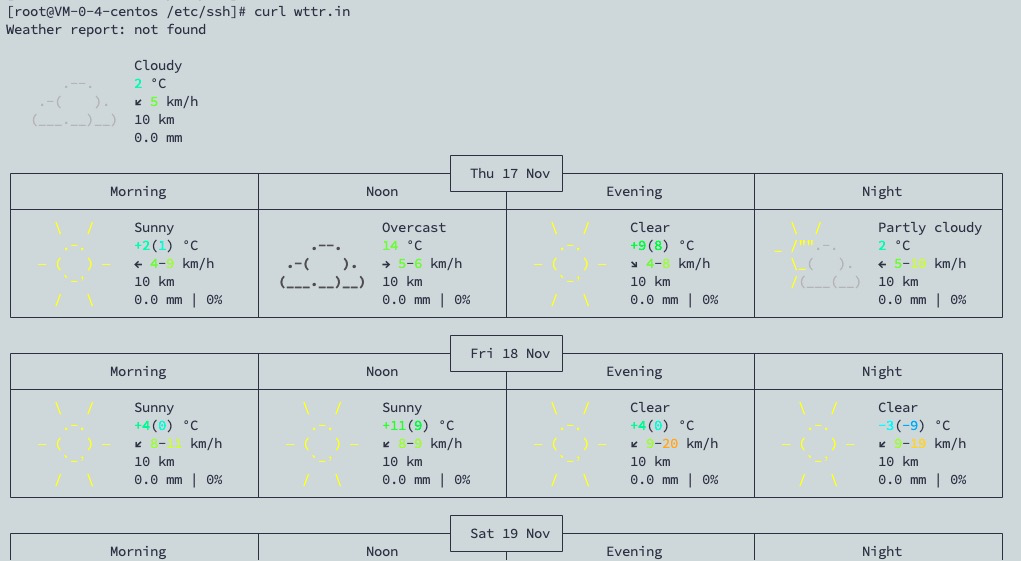 [root@VM-0-4-centos /etc/ssh]# curl wttr.in
Weather report: not found
Cloudy
2 °C
↙ 5 km/h
10 km
0.0 mm
Thu 17 Nov
Morning Noon Evening Night
Sunny Overcast Clear Partly cloudy
+2(1) °C 14 °C +9(8) °C 2 °C
← 4-9 km/h → 5-6 km/h ↘ 4-8 km/h ← 5- km/h
10 km 10 km 10 km 10 km
0.0 mm | 0% 0.0 mm | 0% 0.0 mm | 0% 0.0 mm | 0%
Fri 18 Nov
Morning Noon Evening Night
Sunny Sunny Clear Clear
+4(0) °C +11(9) °C +4(0) °C -3(-9) °C
↙ 8- km/h ↙ 8-9 km/h ↙ 9-20 km/h ↙ 9-19 km/h
10 km 10 km 10 km 10 km
0.0 mm | 0% 0.0 mm | 0% 0.0 mm | 0% 0.0 mm | 0%
Sat 19 Nov
Morning Noon Evening Night